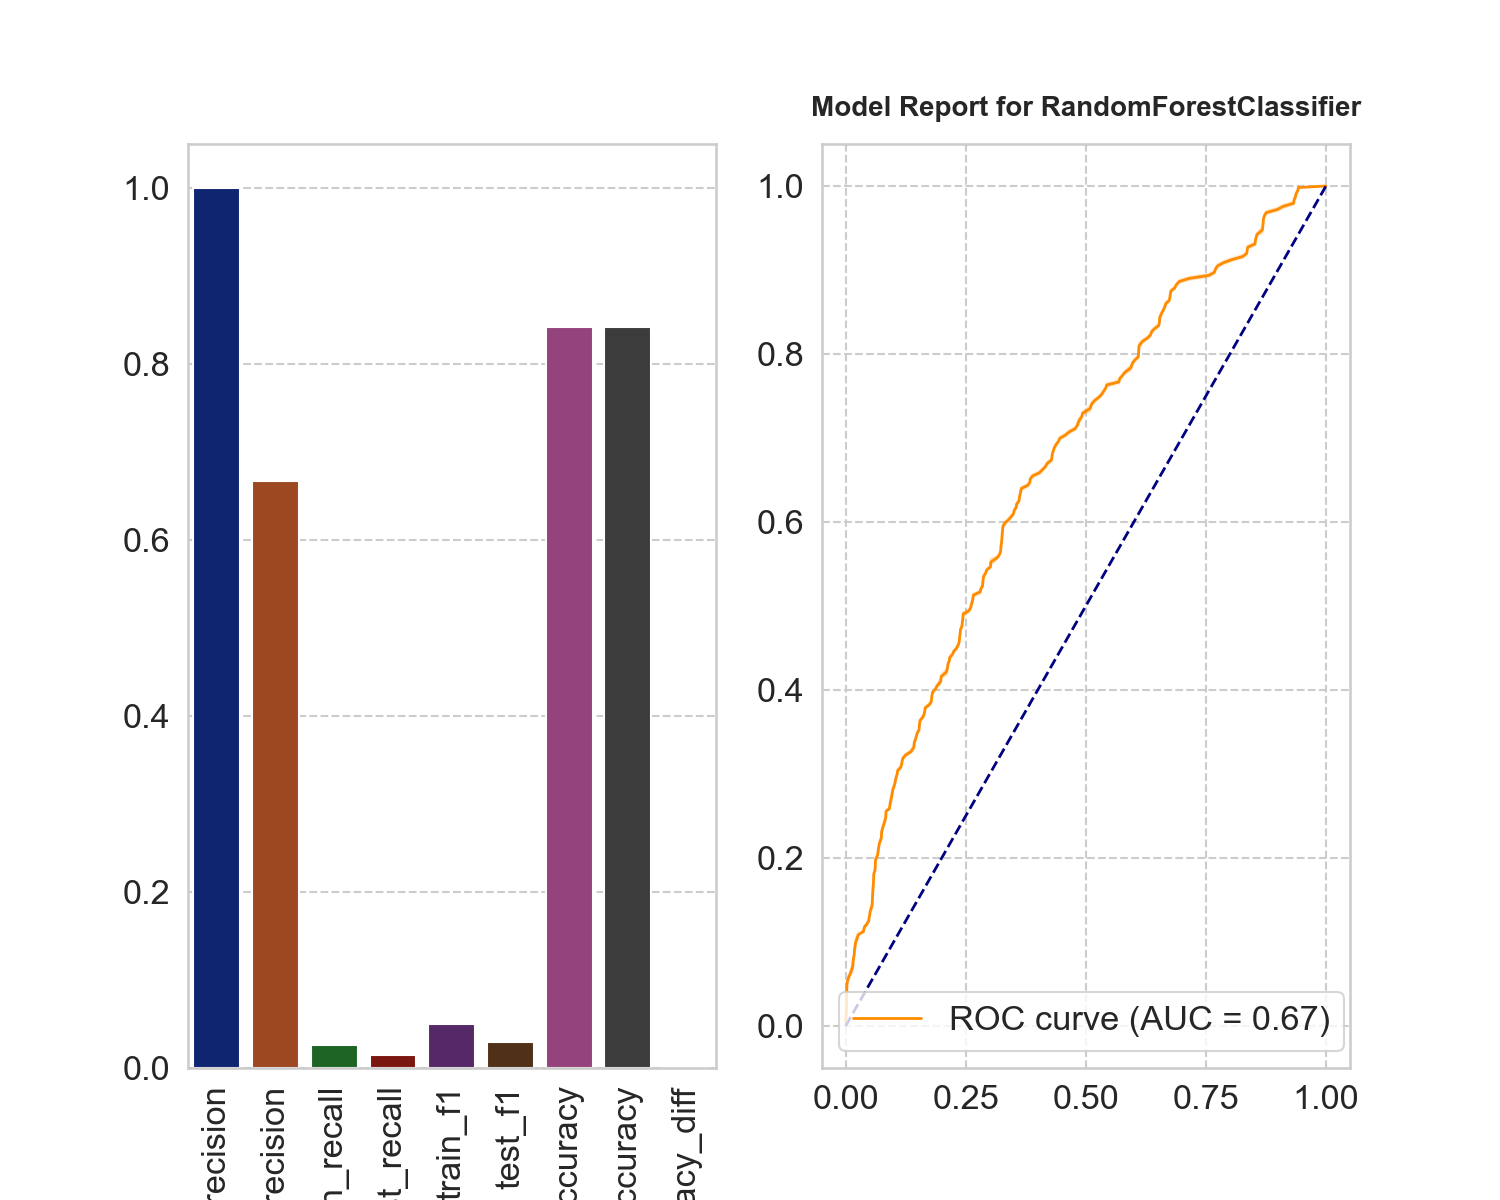 Model Report for RandomForestClassifier
1.0
0.8
0.6
0.4
0.2
0.0
recision
recision
n_recall
t_recall
train_f1
test_f1
ccuracy
ccuracy
acy_diff
1.0
0.8
0.6
0.4
0.2
0.0
ROC curve (AUC = 0.67)
0.00 0.25 0.50 0.75 1.00